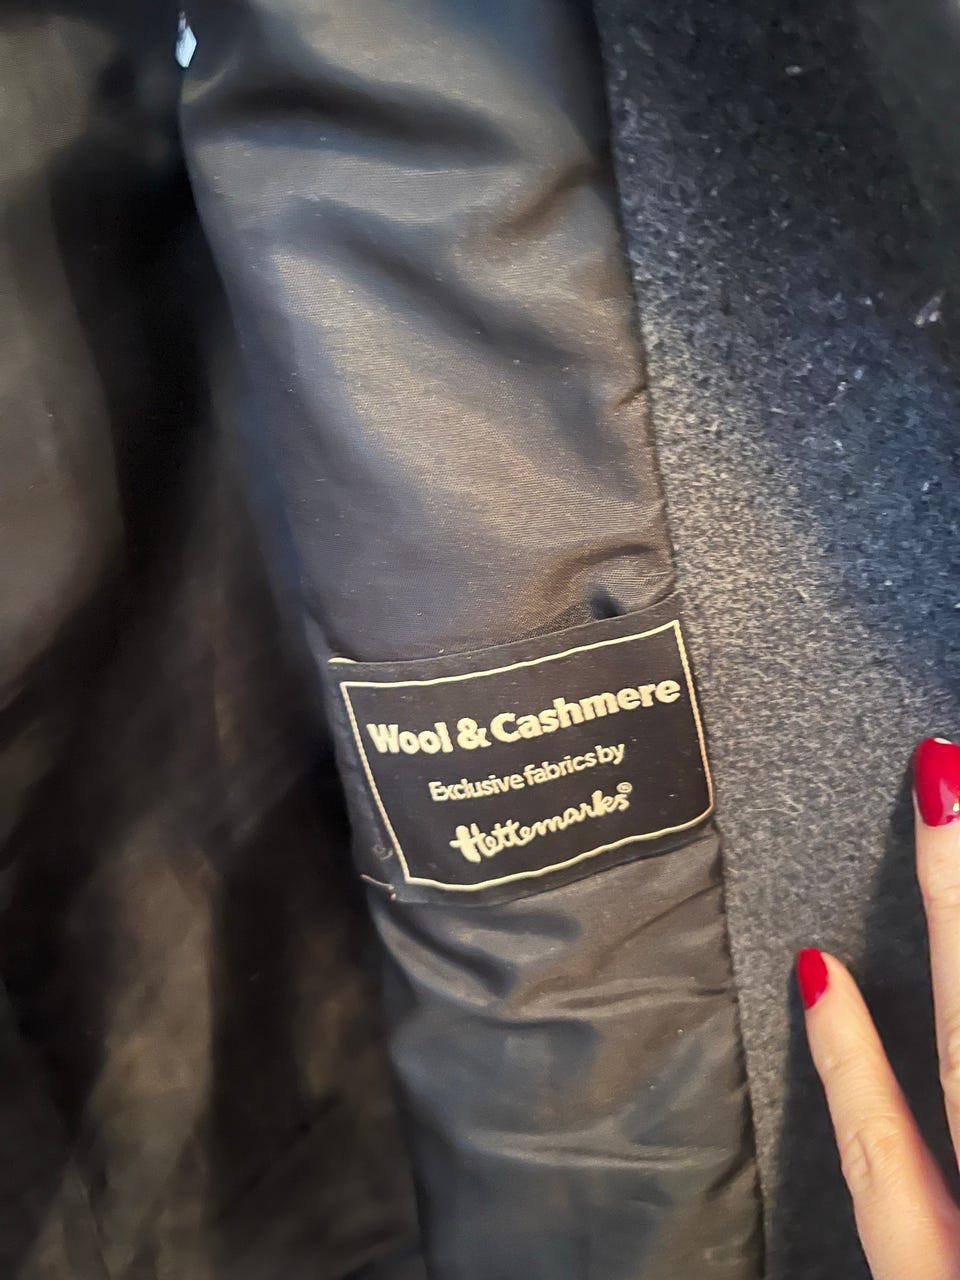 Wool & Cashmere
Exclusive fabrics by
Hettemarks®